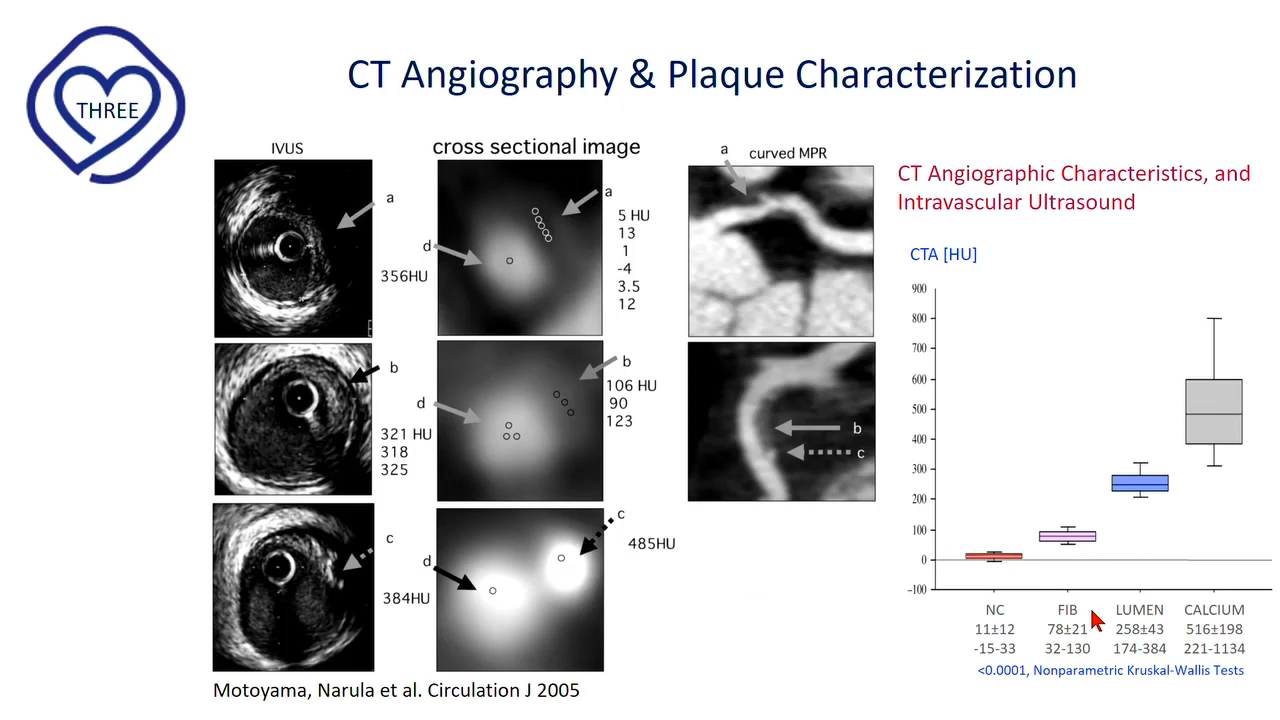 THREE
CT Angiography & Plaque Characterization
IVUS
a
356HU
b
321 HU
318
325
c
384HU
cross sectional image
a
d
5 HU
13
1
-4
3.5
12
b
d
106 HU
90
123
c
d
485HU
a
curved MPR
b
c
CT Angiographic Characteristics, and
Intravascular Ultrasound
CTA [HU]
900
800
700
600
500
400
300
200
100
0
-100
NC FIB LUMEN CALCIUM
11±12 78±21 258±43 516±198
-15-33 32-130 174-384 221-1134
<0.0001, Nonparametric Kruskal-Wallis Tests
Motoyama, Narula et al. Circulation J 2005